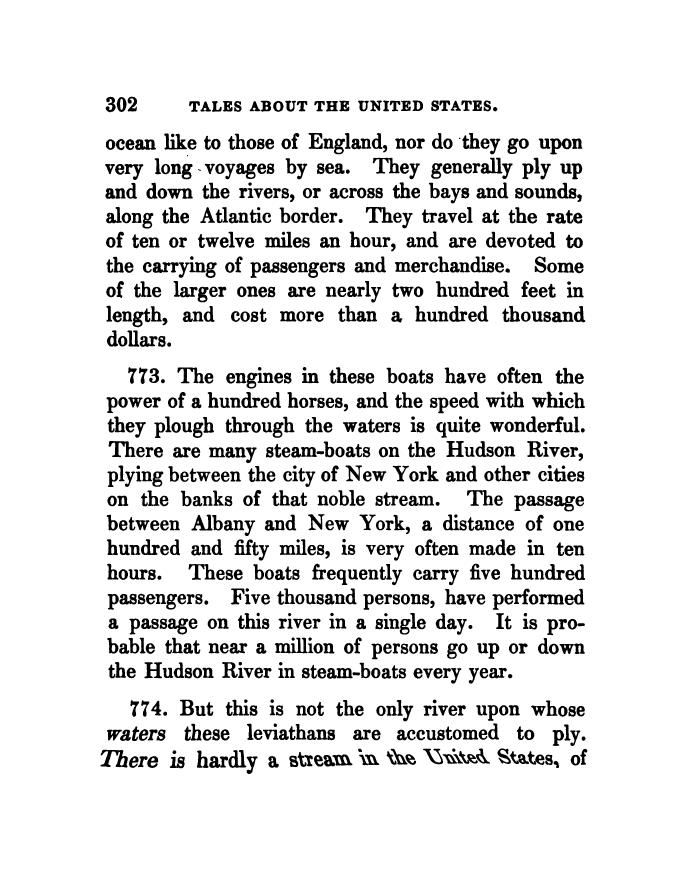 302 TALES ABOUT THE UNITED STATES.
ocean like to those of England, nor do they go upon
very long voyages by sea. They generally ply up
and down the rivers, or across the bays and sounds,
along the Atlantic border. They travel at the rate
of ten or twelve miles an hour, and are devoted to
the carrying of passengers and merchandise. Some
of the larger ones are nearly two hundred feet in
length, and cost more than a hundred thousand
dollars.
773. The engines in these boats have often the
power of a hundred horses, and the speed with which
they plough through the waters is quite wonderful.
There are many steam-boats on the Hudson River,
plying between the city of New York and other cities
on the banks of that noble stream. The passage
between Albany and New York, a distance of one
hundred and fifty miles, is very often made in ten
hours. These boats frequently carry five hundred
passengers. Five thousand persons, have performed
a passage on this river in a single day. It is pro-
bable that near a million of persons go up or down
the Hudson River in steam-boats every year.
774. But this is not the only river upon whose
waters these leviathans are accustomed to ply.
There is hardly a stream in the United States, of